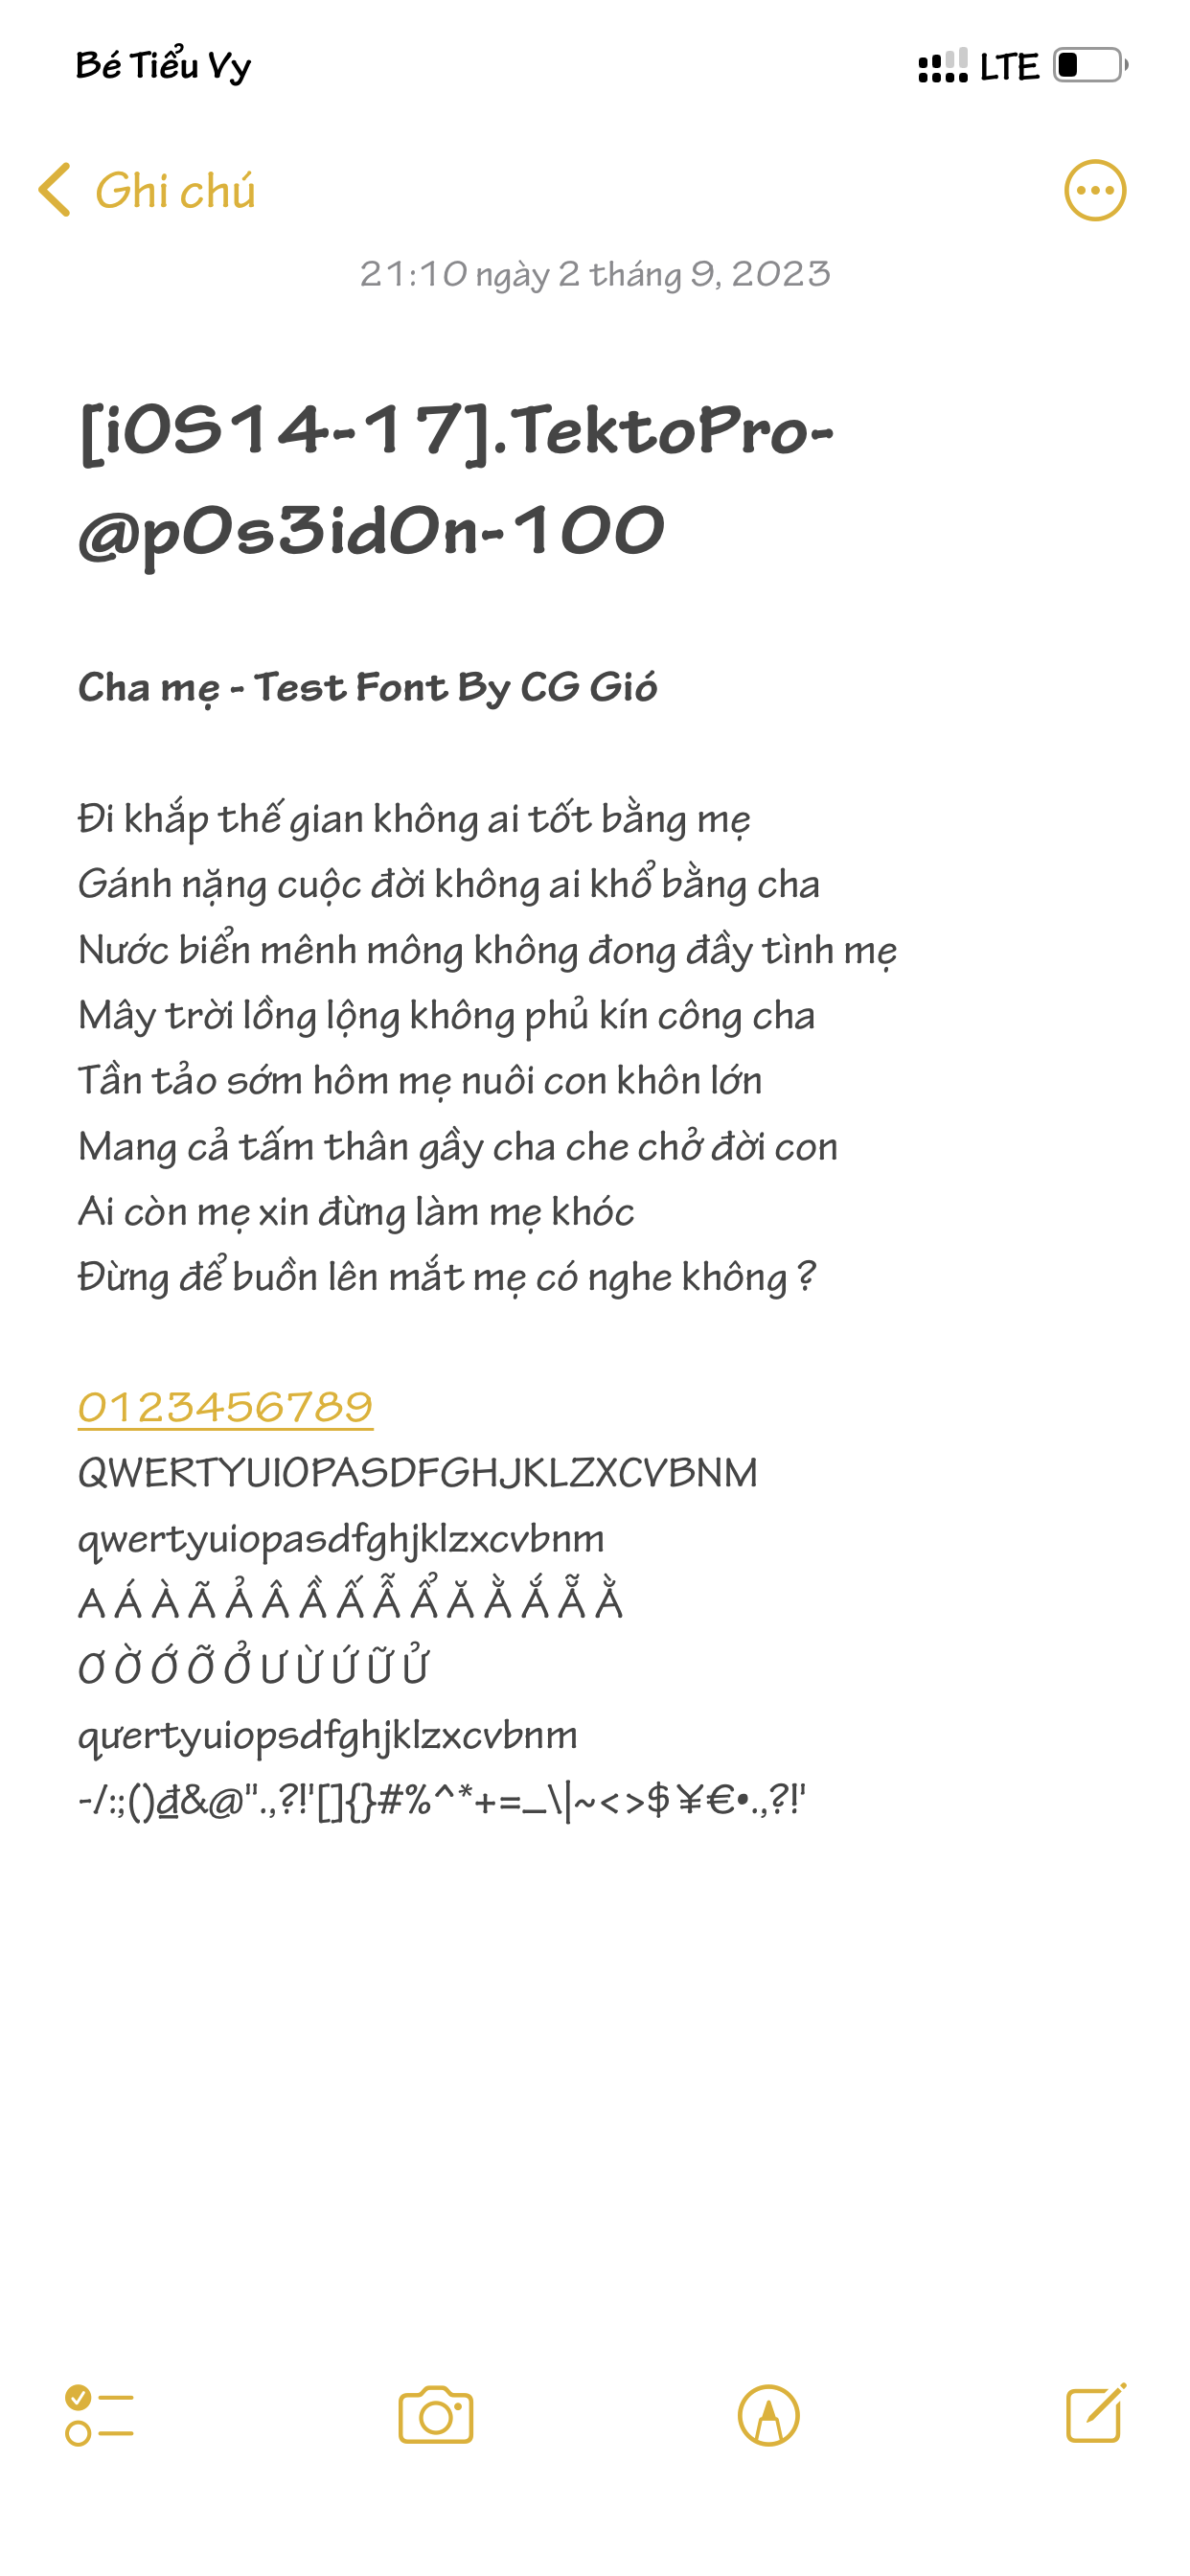 Bé Tiểu Vy LTE
Ghi chú
21:10 ngày 2 tháng 9, 2023
[iOS14-17].TektoPro-
@p0s3id0n-100
Cha mẹ - Test Font By CG Gió
Đi khắp thế gian không ai tốt bằng mẹ
Gánh nặng cuộc đời không ai khổ bằng cha
Nước biển mênh mông không đong đầy tình mẹ
Mây trời lồng lộng không phủ kín công cha
Tần tảo sớm hôm mẹ nuôi con khôn lớn
Mang cả tấm thân gầy cha che chở đời con
Ai còn mẹ xin đừng làm mẹ khóc
Đừng để buồn lên mắt mẹ có nghe không ?
0123456789
QWERTYUIOPASDFGHJKLZXCVBNM
qwertyuiopasdfghjklzxcvbnm
A Á À Ã Ả Â Ầ Ấ Ẫ Ẩ Ă Ằ Ắ Ẵ Ằ
Ơ Ờ Ớ Ỡ Ở Ư Ừ Ứ Ữ Ử
qưertyuiopsdfghjklzxcvbnm
-/:;()₫&@".,?!'[]{}#%^*+=_\|~<>$¥€•.,?!'